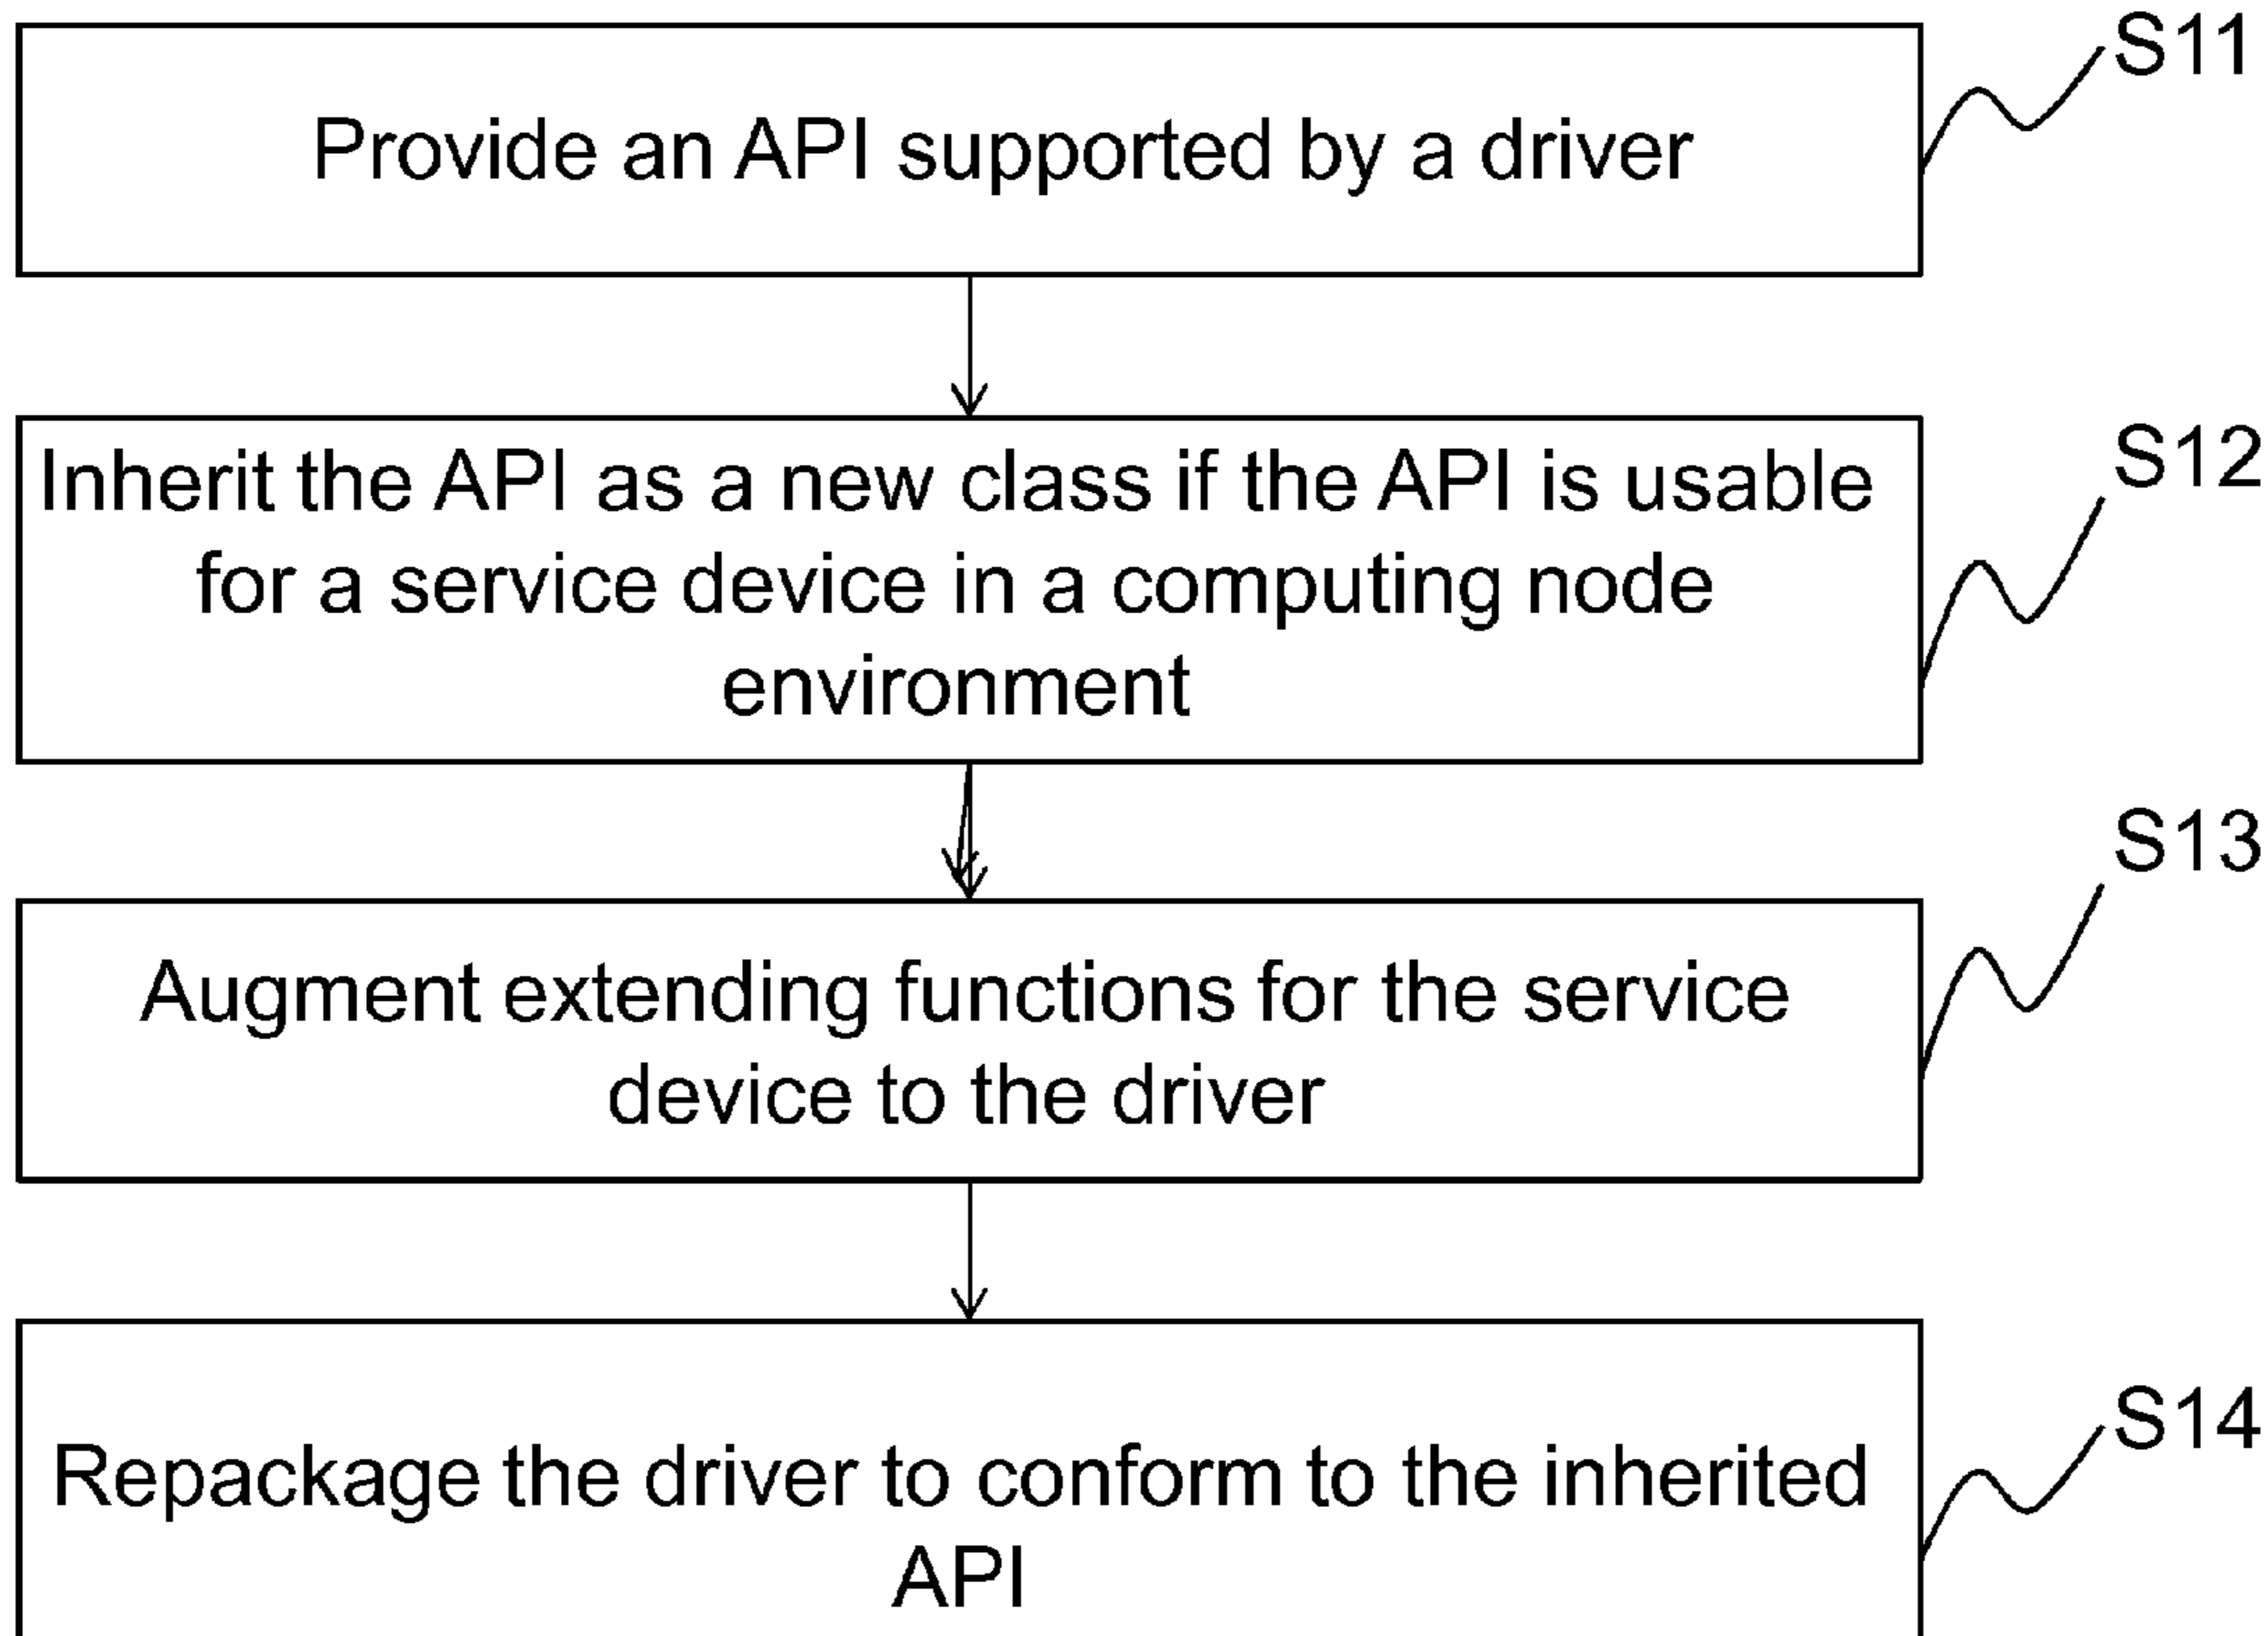 S11
Provide an API supported by a driver
S12
Inherit the API as a new class if the API is usable
for a service device in a computing node
environment
S13
Augment extending functions for the service
device to the driver
S14
Repackage the driver to conform to the inherited
API